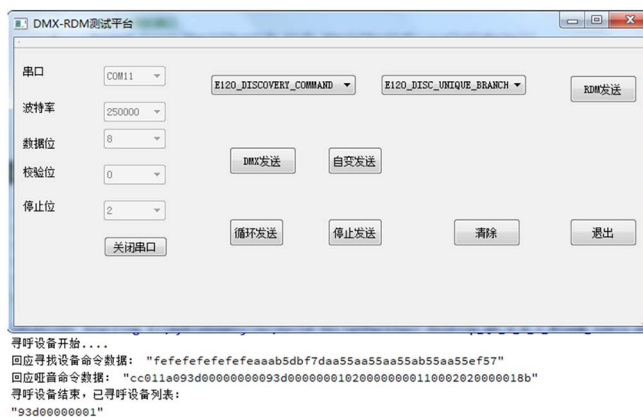 DMX-RDM测试平台
串口 COM11 E120_DISCOVERY_COMMAND E120_DISC_UNIQUE_BRANCH RDM发送
波特率 250000
数据位 8 DMX发送 自变发送
校验位 0
停止位 2 循环发送 停止发送 清除 退出
关闭串口
寻呼设备开始....
回应寻找设备命令数据: "fefefefefefefeaaab5dbf7daa55aa55aa55ab55aa55ef57"
回应哑音命令数据: "cc011a093d00000000093d000000010200000000110002020000018b"
寻呼设备结束，已寻呼设备列表:
"93d00000001"